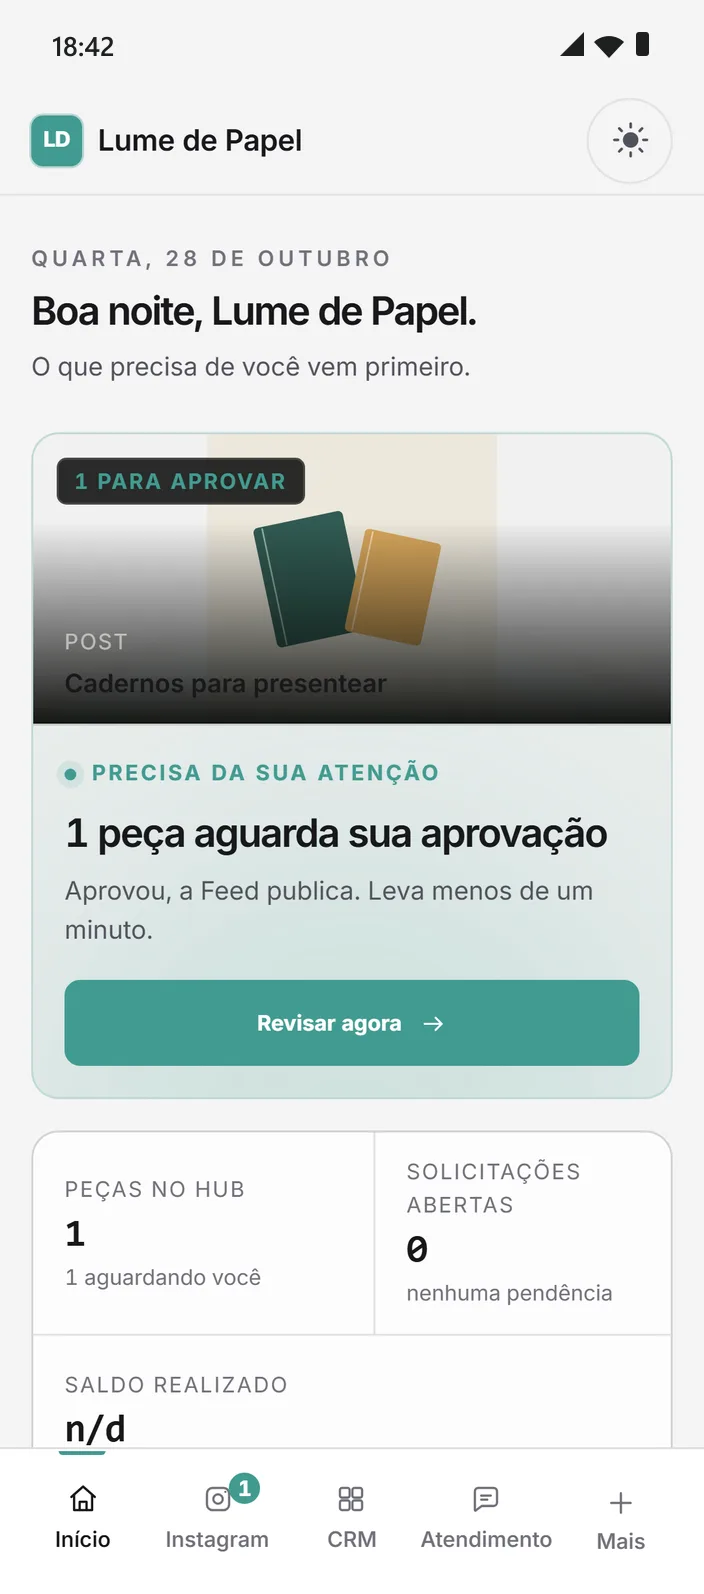 18:42
LD Lume de Papel
QUARTA, 28 DE OUTUBRO
Boa noite, Lume de Papel.
O que precisa de você vem primeiro.
1 PARA APROVAR
POST
Cadernos para presentear
PRECISA DA SUA ATENÇÃO
1 peça aguarda sua aprovação
Aprovou, a Feed publica. Leva menos de um
minuto.
Revisar agora →
PEÇAS NO HUB
1
1 aguardando você
SOLICITAÇÕES
ABERTAS
0
nenhuma pendência
SALDO REALIZADO
n/d
1
Início Instagram CRM Atendimento Mais